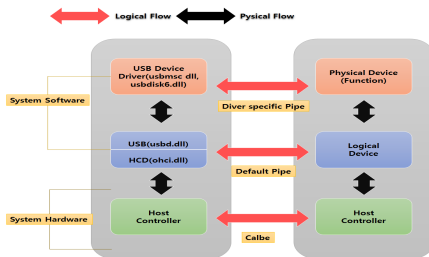 Logical Flow
Pysical Flow
USB Device
Driver(usbmsc dll,
usbdisk6.dll)
Physical Device
(Function)
System Software
Diver specific Pipe
USB(usbd.dll)
HCD(ohci.dll)
Logical
Device
Default Pipe
System Hardware
Host
Controller
Host
Controller
Calbe